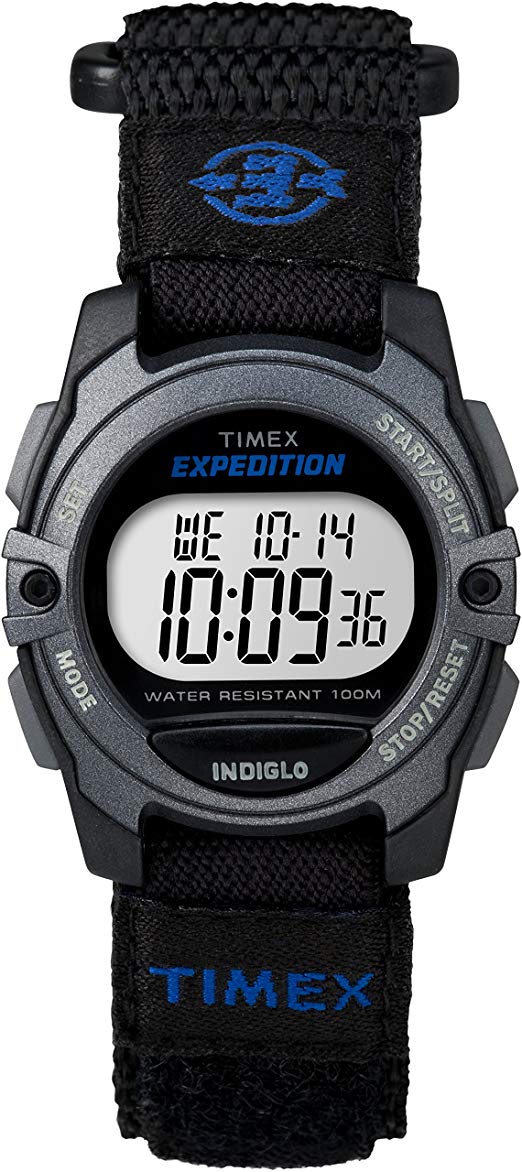 TIMEX
EXPEDITION
SET
START/SPLIT
WE 10-14
10:09 36
MODE
STOP/RESET
WATER RESISTANT 100M
INDIGLO
TIMEX